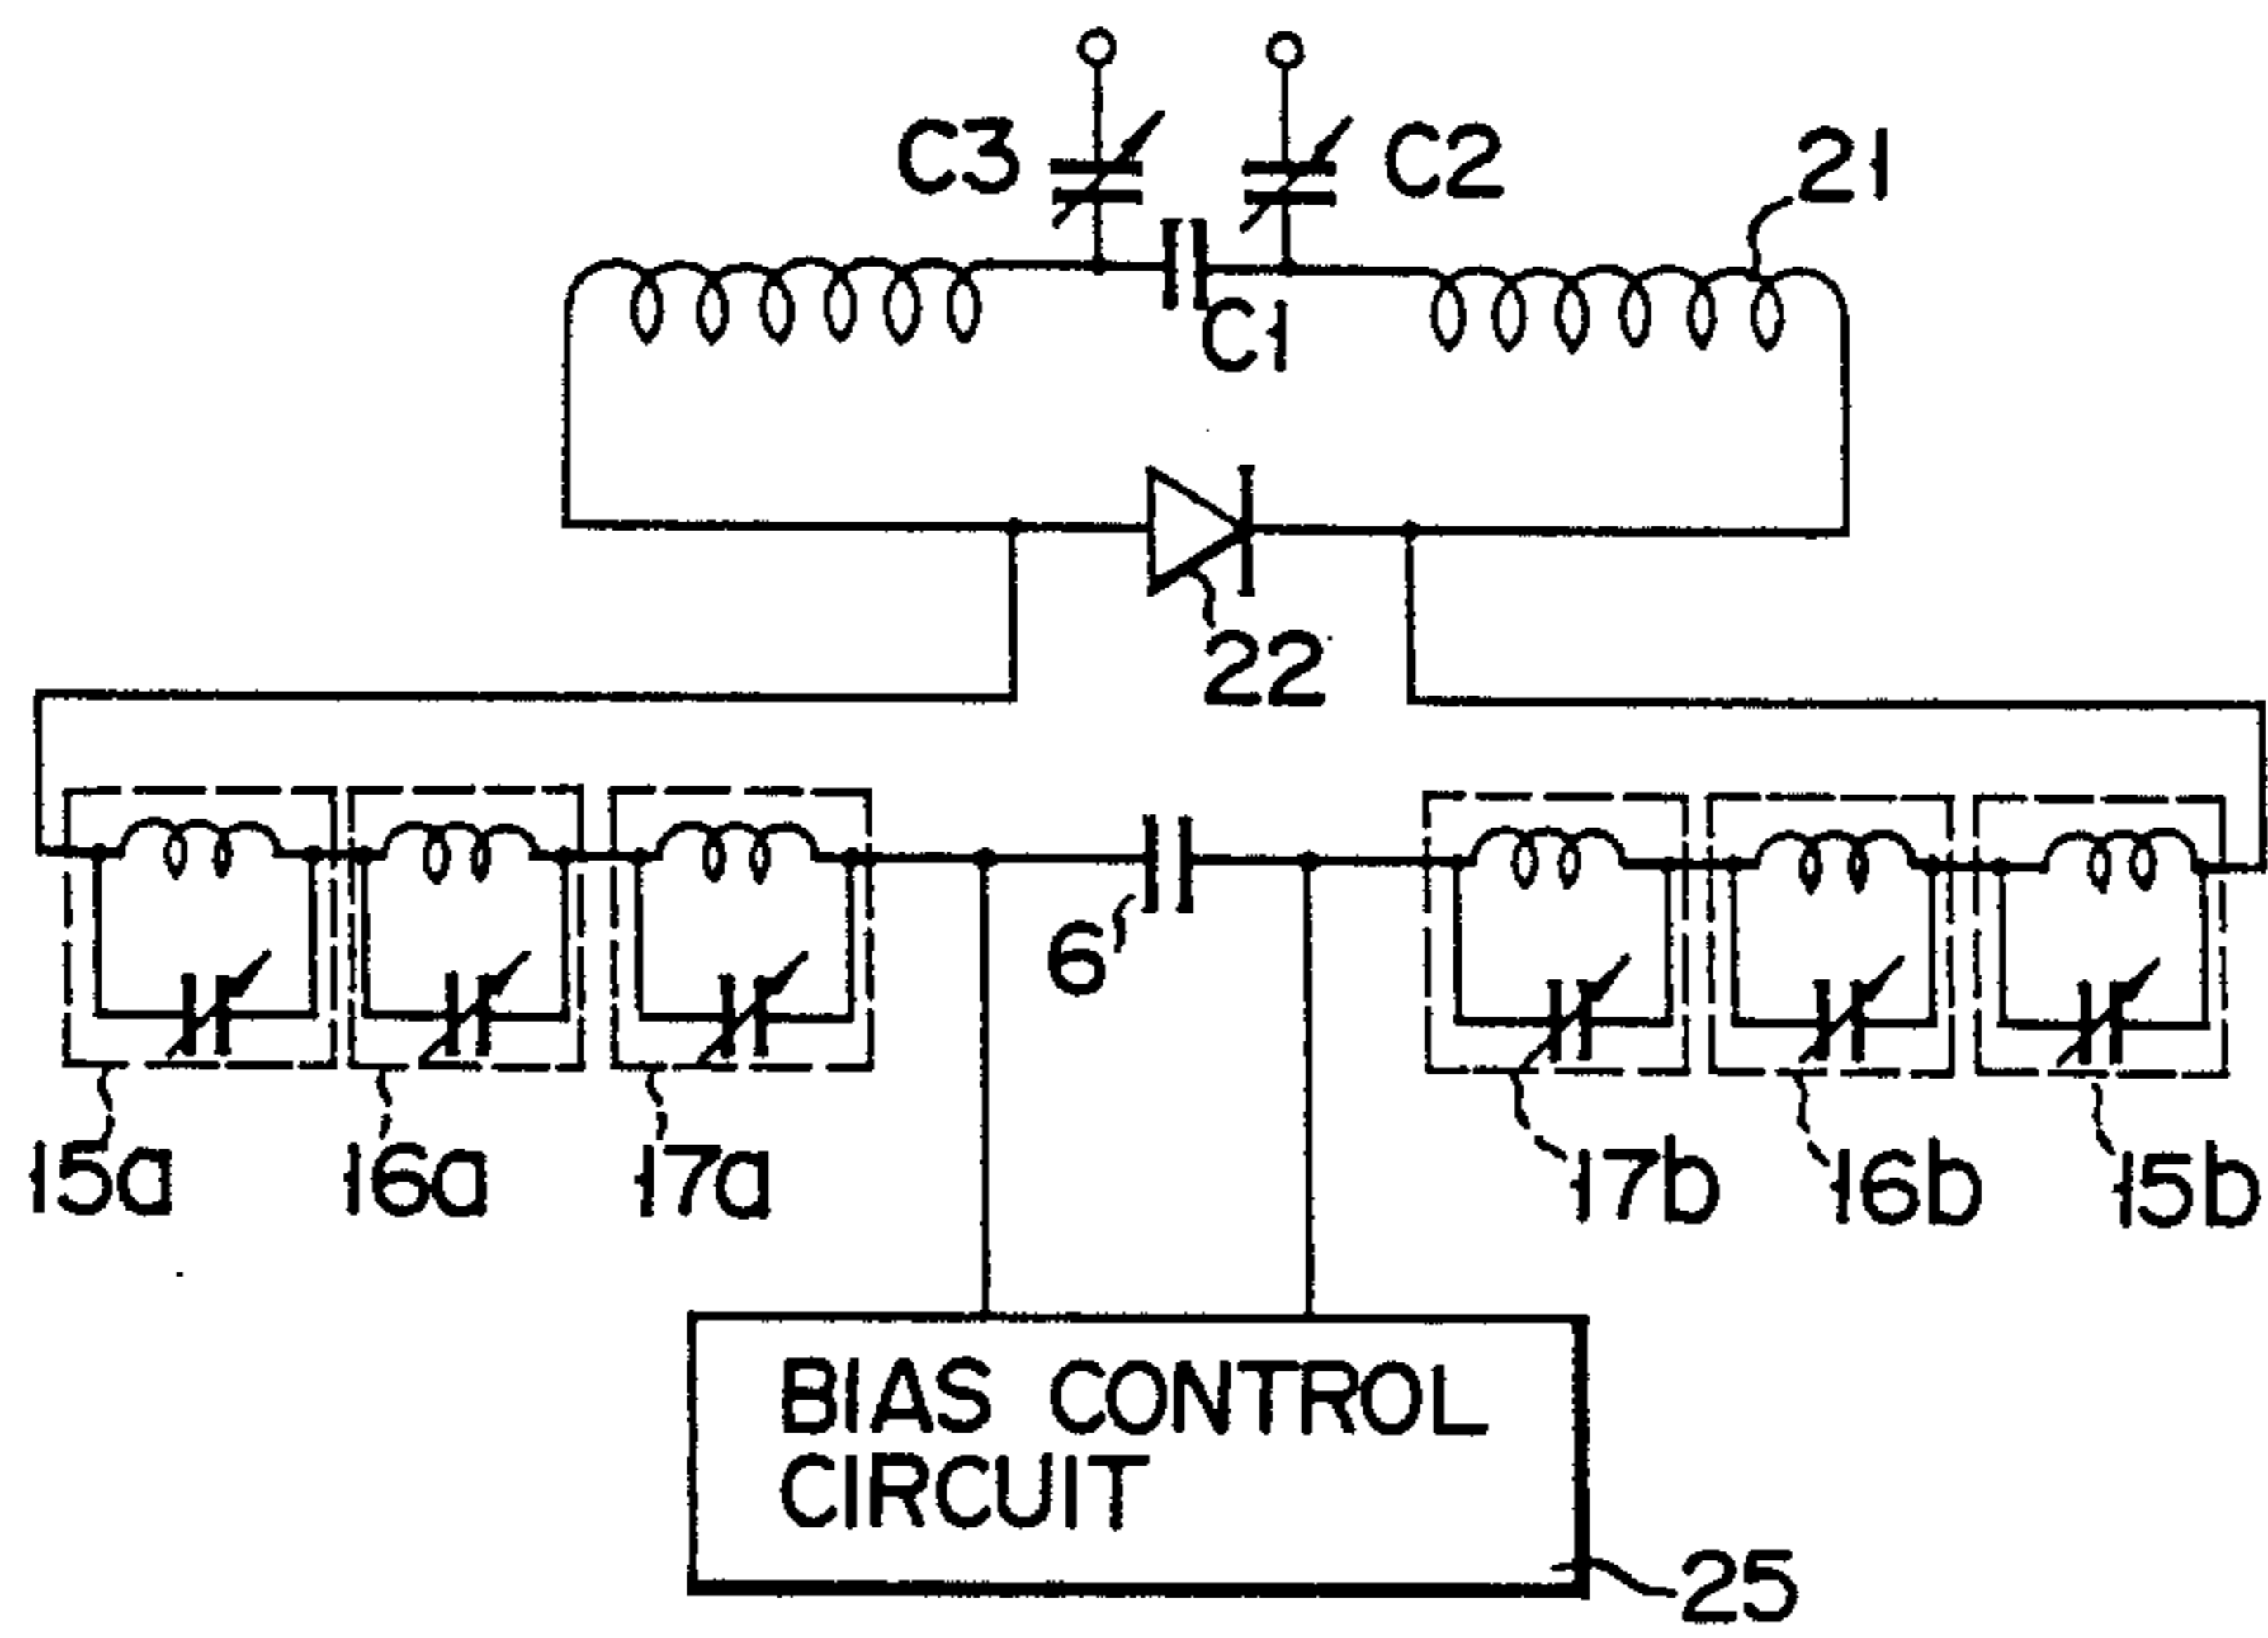 C3
C2
21
C1
22
6
15a
16a
17a
17b
16b
15b
BIAS CONTROL
CIRCUIT
25